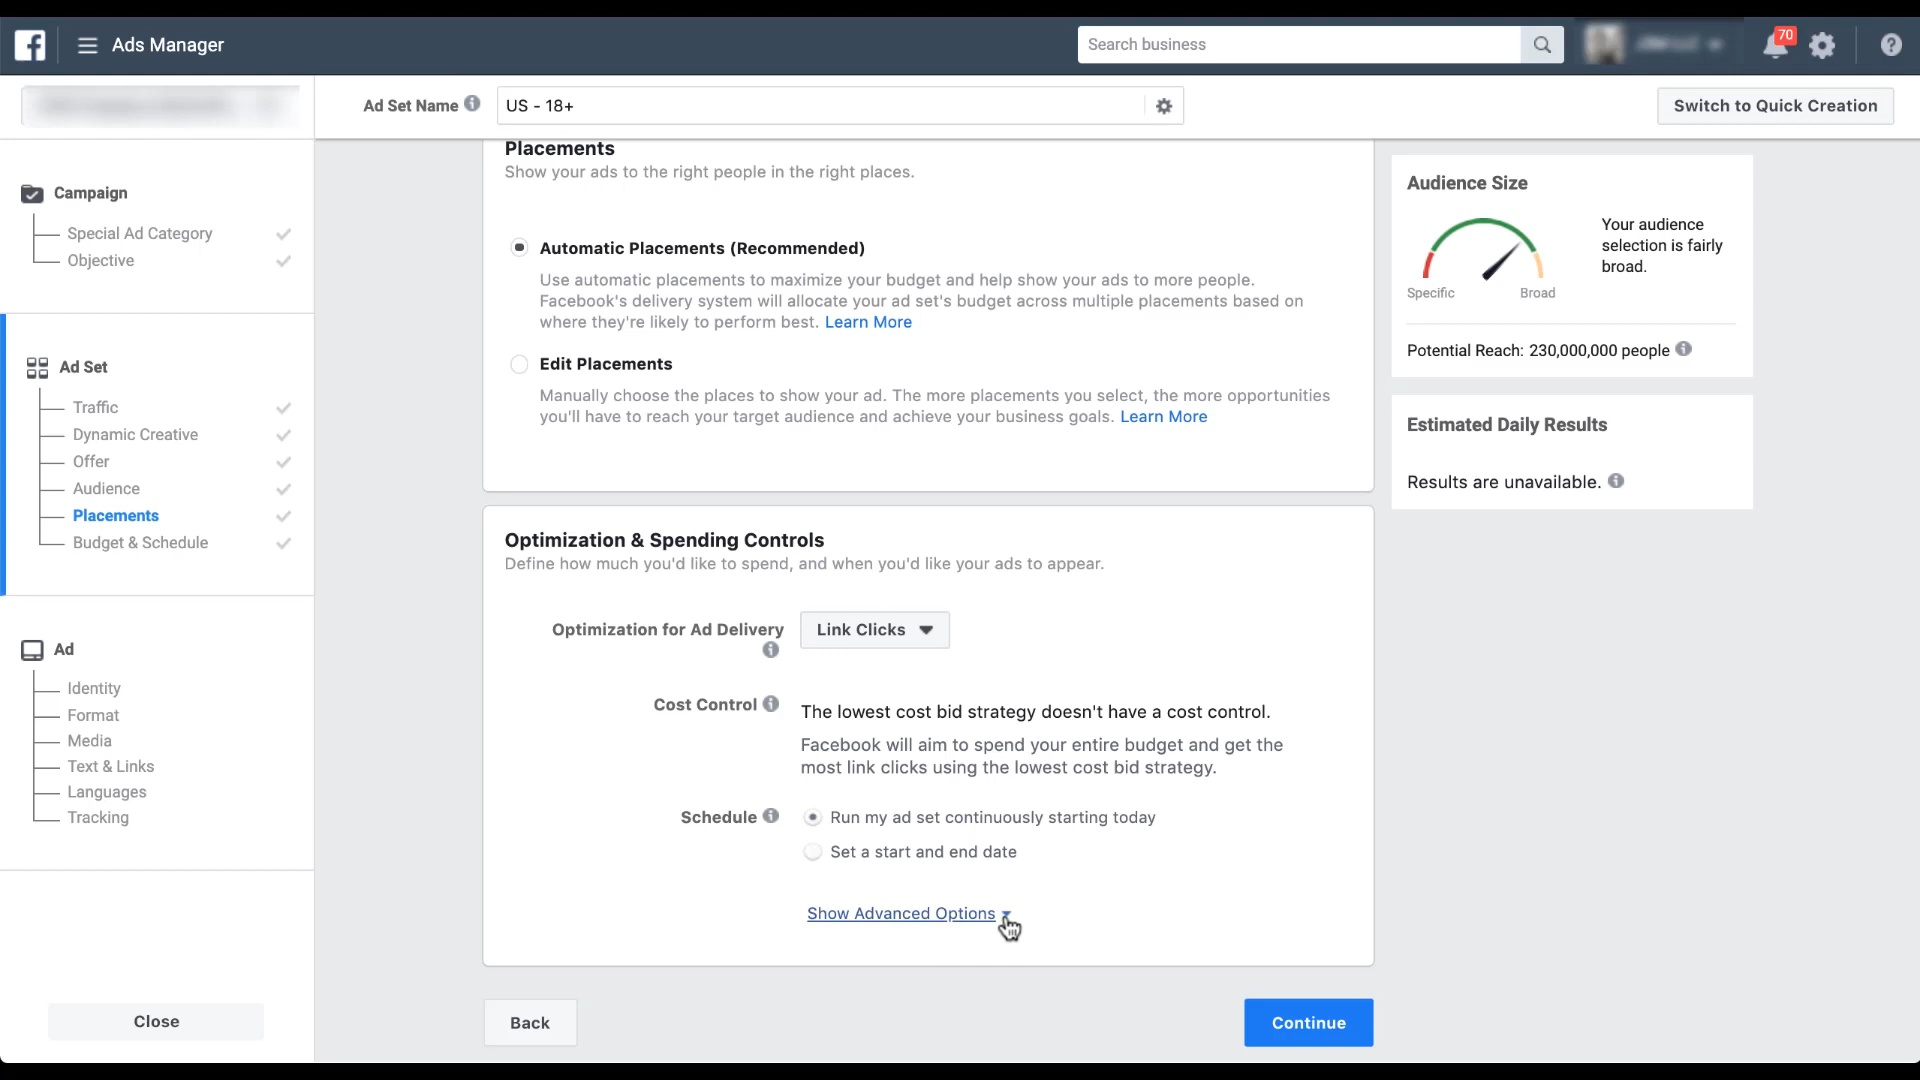 Ads Manager
Search business
70
Ad Set Name
US - 18+
Switch to Quick Creation
Campaign
Special Ad Category
Objective
Ad Set
Traffic
Dynamic Creative
Offer
Audience
Placements
Budget & Schedule
Ad
Identity
Format
Media
Text & Links
Languages
Tracking
Close
Placements
Show your ads to the right people in the right places.
Automatic Placements (Recommended)
Use automatic placements to maximize your budget and help show your ads to more people.
Facebook's delivery system will allocate your ad set's budget across multiple placements based on
where they're likely to perform best. Learn More
Edit Placements
Manually choose the places to show your ad. The more placements you select, the more opportunities
you'll have to reach your target audience and achieve your business goals. Learn More
Optimization & Spending Controls
Define how much you'd like to spend, and when you'd like your ads to appear.
Optimization for Ad Delivery
Link Clicks
Cost Control
The lowest cost bid strategy doesn't have a cost control.
Facebook will aim to spend your entire budget and get the
most link clicks using the lowest cost bid strategy.
Schedule
Run my ad set continuously starting today
Set a start and end date
Show Advanced Options
Back
Continue
Audience Size
Your audience
selection is fairly
broad.
Specific
Broad
Potential Reach: 230,000,000 people
Estimated Daily Results
Results are unavailable.